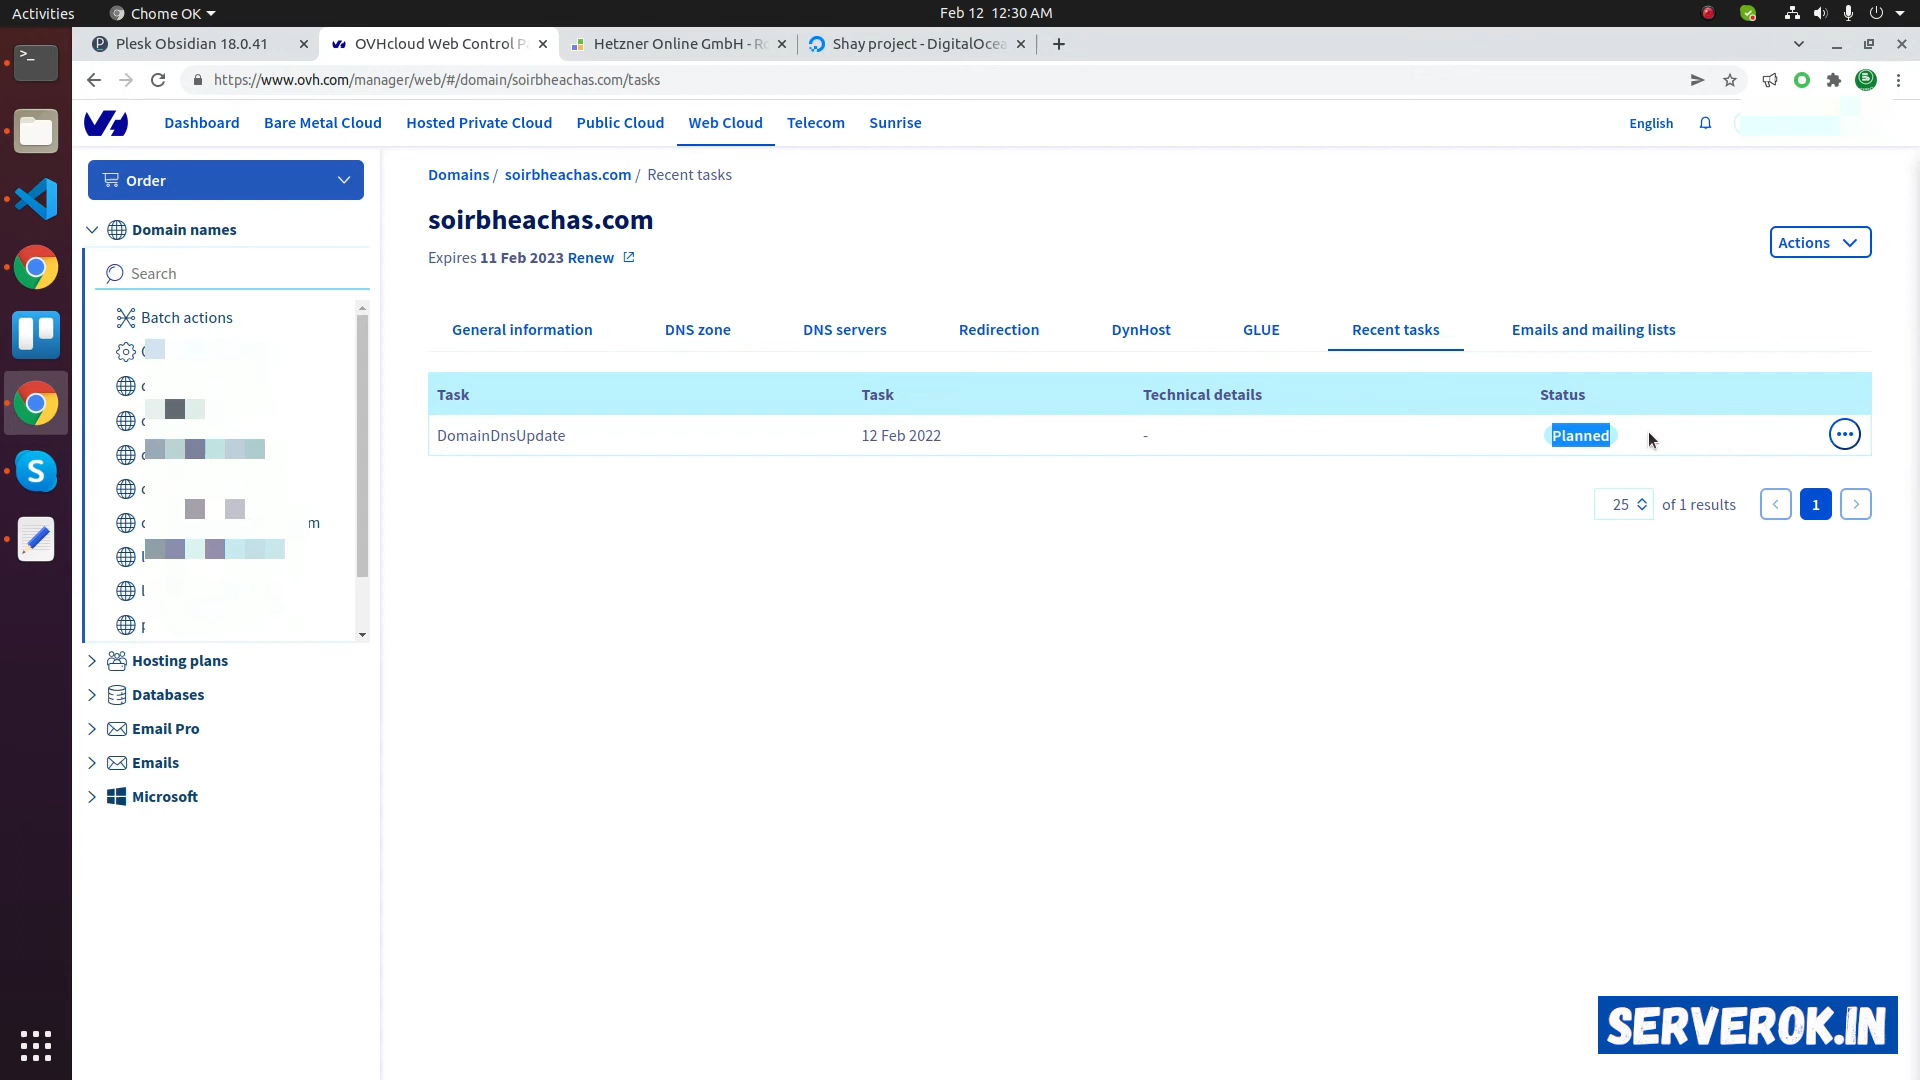 Activities
Chome OK
Feb 12 12:30 AM
Plesk Obsidian 18.0.41
OVHcloud Web Control P
Hetzner Online GmbH - Ro
Shay project - DigitalOcea
https://www.ovh.com/manager/web/#/domain/soirbheachas.com/tasks
Dashboard
Bare Metal Cloud
Hosted Private Cloud
Public Cloud
Web Cloud
Telecom
Sunrise
English
Order
Domains / soirbheachas.com / Recent tasks
soirbheachas.com
Expires 11 Feb 2023 Renew
Actions
Domain names
Search
Batch actions
m
Hosting plans
Databases
Email Pro
Emails
Microsoft
General information
DNS zone
DNS servers
Redirection
DynHost
GLUE
Recent tasks
Emails and mailing lists
Task
Task
Technical details
Status
DomainDnsUpdate
12 Feb 2022
-
Planned
25
of 1 results
1
SERVEROK.IN